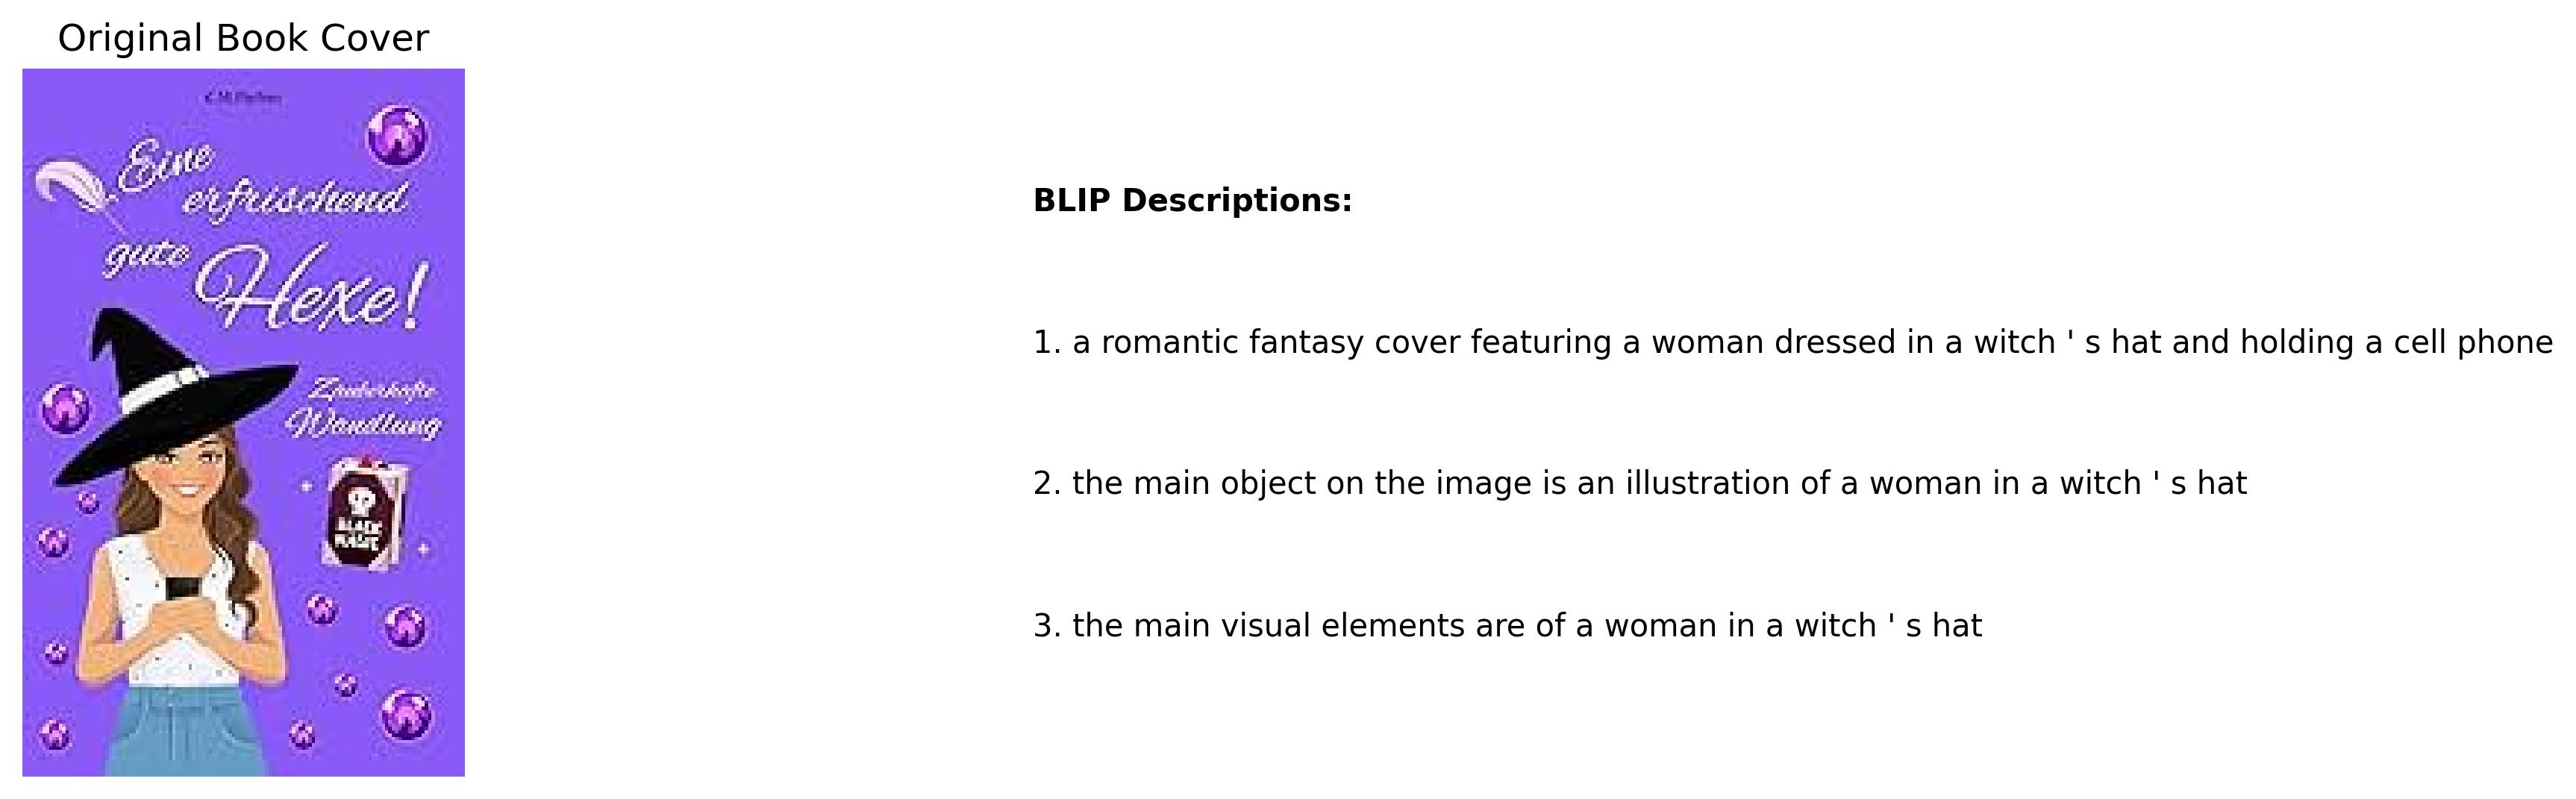 Original Book Cover
Eine
erfrischend
gute
Hexe!
Zauberhafte
Wandlung
BLACK
MAGIC
BLIP Descriptions:
1. a romantic fantasy cover featuring a woman dressed in a witch ' s hat and holding a cell phone
2. the main object on the image is an illustration of a woman in a witch ' s hat
3. the main visual elements are of a woman in a witch ' s hat